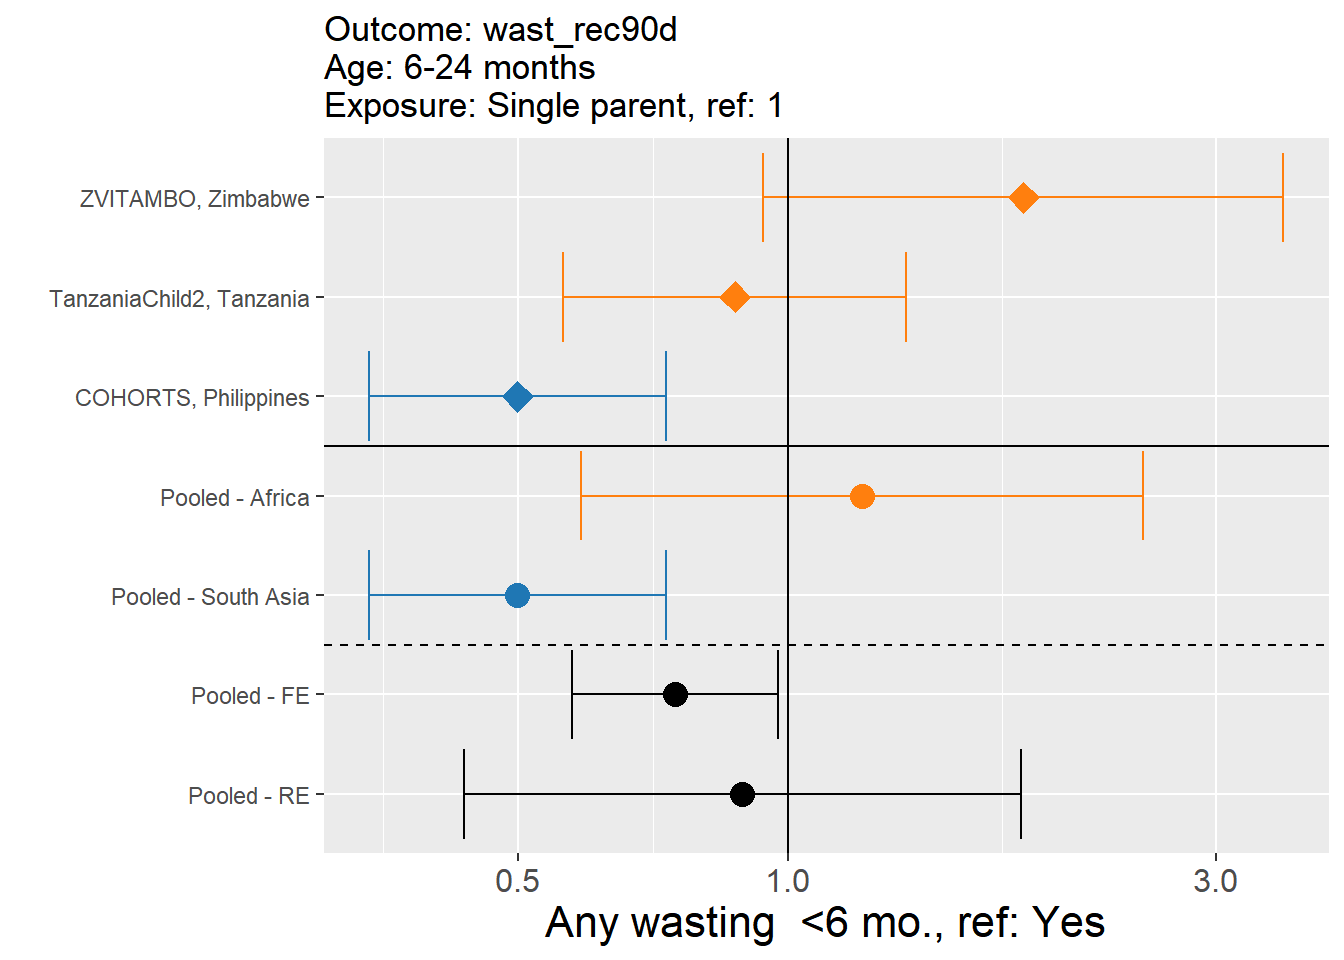 Outcome: wast_rec90d
Age: 6-24 months
Exposure: Single parent, ref: 1
ZVITAMBO, Zimbabwe
TanzaniaChild2, Tanzania
COHORTS, Philippines
Pooled - Africa
Pooled - South Asia
Pooled - FE
Pooled - RE
0.5 1.0 3.0
Any wasting  <6 mo., ref: Yes